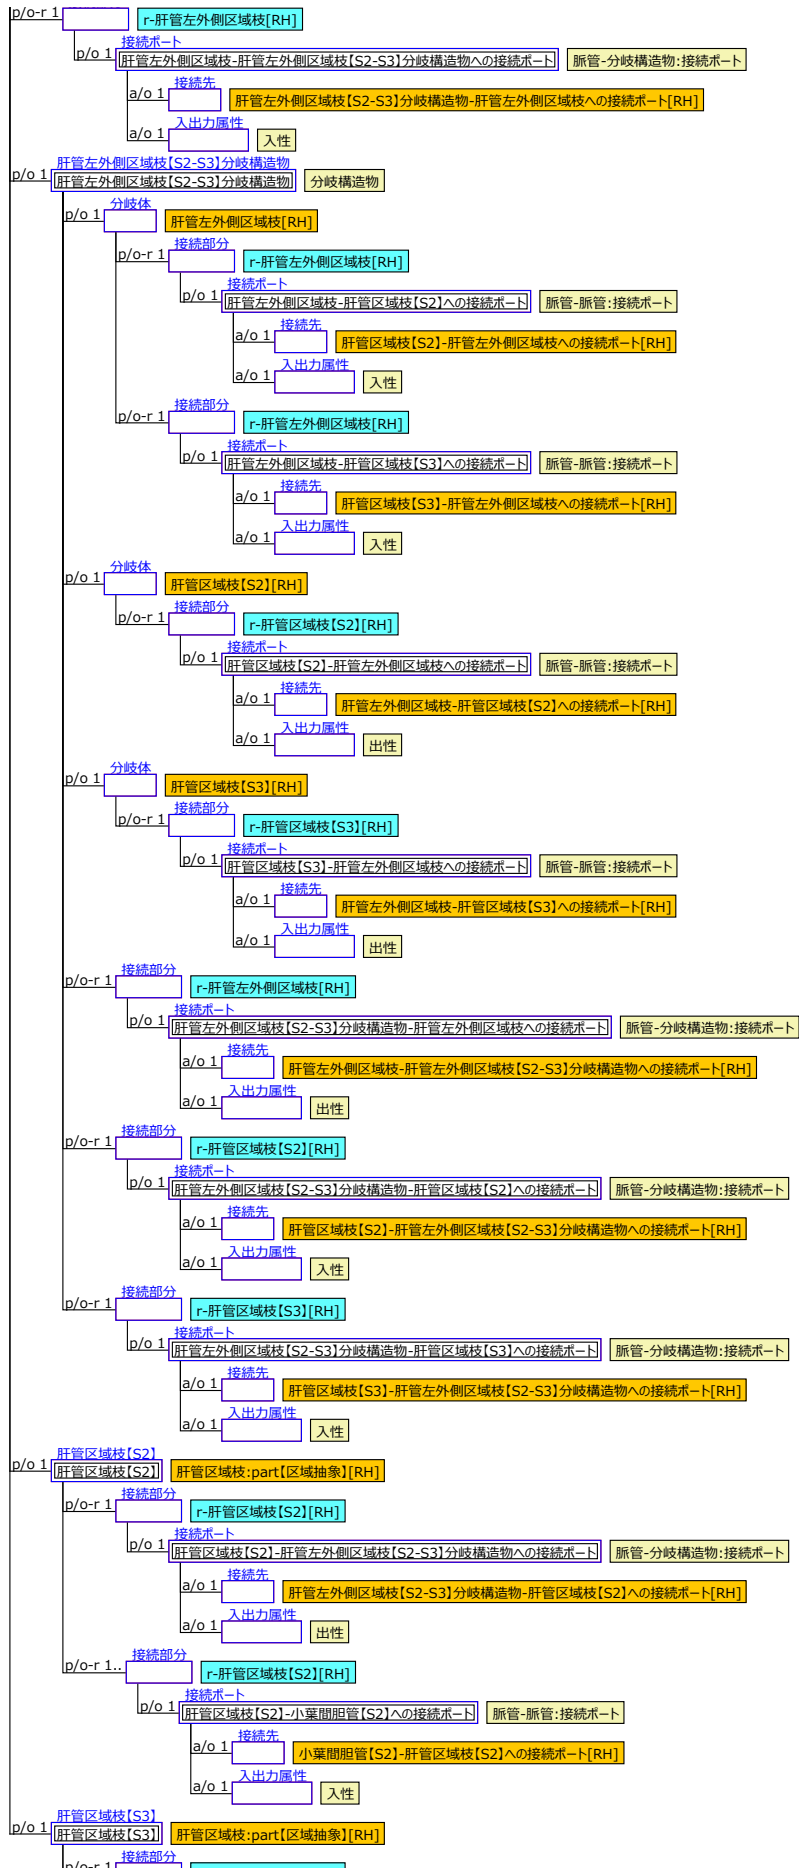 p/o-r 1 r-肝管左外側区域枝[RH]
接続ポート
p/o 1 肝管左外側区域枝-肝管左外側区域枝【S2-S3】分岐構造物への接続ポート 脈管-分岐構造物:接続ポート
接続先
a/o 1 肝管左外側区域枝【S2-S3】分岐構造物-肝管左外側区域枝への接続ポート[RH]
入出力属性
a/o 1 入性
肝管左外側区域枝【S2-S3】分岐構造物
p/o 1 肝管左外側区域枝【S2-S3】分岐構造物 分岐構造物
分岐体
p/o 1 肝管左外側区域枝[RH]
接続部分
p/o-r 1 r-肝管左外側区域枝[RH]
接続ポート
p/o 1 肝管左外側区域枝-肝管区域枝【S2】への接続ポート 脈管-脈管:接続ポート
接続先
a/o 1 肝管区域枝【S2】-肝管左外側区域枝への接続ポート[RH]
入出力属性
a/o 1 入性
接続部分
p/o-r 1 r-肝管左外側区域枝[RH]
接続ポート
p/o 1 肝管左外側区域枝-肝管区域枝【S3】への接続ポート 脈管-脈管:接続ポート
接続先
a/o 1 肝管区域枝【S3】-肝管左外側区域枝への接続ポート[RH]
入出力属性
a/o 1 入性
分岐体
p/o 1 肝管区域枝【S2】[RH]
接続部分
p/o-r 1 r-肝管区域枝【S2】[RH]
接続ポート
p/o 1 肝管区域枝【S2】-肝管左外側区域枝への接続ポート 脈管-脈管:接続ポート
接続先
a/o 1 肝管左外側区域枝-肝管区域枝【S2】への接続ポート[RH]
入出力属性
a/o 1 出性
分岐体
p/o 1 肝管区域枝【S3】[RH]
接続部分
p/o-r 1 r-肝管区域枝【S3】[RH]
接続ポート
p/o 1 肝管区域枝【S3】-肝管左外側区域枝への接続ポート 脈管-脈管:接続ポート
接続先
a/o 1 肝管左外側区域枝-肝管区域枝【S3】への接続ポート[RH]
入出力属性
a/o 1 出性
接続部分
p/o-r 1 r-肝管左外側区域枝[RH]
接続ポート
p/o 1 肝管左外側区域枝【S2-S3】分岐構造物-肝管左外側区域枝への接続ポート 脈管-分岐構造物:接続ポート
接続先
a/o 1 肝管左外側区域枝-肝管左外側区域枝【S2-S3】分岐構造物への接続ポート[RH]
入出力属性
a/o 1 出性
接続部分
p/o-r 1 r-肝管区域枝【S2】[RH]
接続ポート
p/o 1 肝管左外側区域枝【S2-S3】分岐構造物-肝管区域枝【S2】への接続ポート 脈管-分岐構造物:接続ポート
接続先
a/o 1 肝管区域枝【S2】-肝管左外側区域枝【S2-S3】分岐構造物への接続ポート[RH]
入出力属性
a/o 1 入性
接続部分
p/o-r 1 r-肝管区域枝【S3】[RH]
接続ポート
p/o 1 肝管左外側区域枝【S2-S3】分岐構造物-肝管区域枝【S3】への接続ポート 脈管-分岐構造物:接続ポート
接続先
a/o 1 肝管区域枝【S3】-肝管左外側区域枝【S2-S3】分岐構造物への接続ポート[RH]
入出力属性
a/o 1 入性
肝管区域枝【S2】
p/o 1 肝管区域枝【S2】 肝管区域枝:part【区域抽象】[RH]
接続部分
p/o-r 1 r-肝管区域枝【S2】[RH]
接続ポート
p/o 1 肝管区域枝【S2】-肝管左外側区域枝【S2-S3】分岐構造物への接続ポート 脈管-分岐構造物:接続ポート
接続先
a/o 1 肝管左外側区域枝【S2-S3】分岐構造物-肝管区域枝【S2】への接続ポート[RH]
入出力属性
a/o 1 出性
接続部分
p/o-r 1.. r-肝管区域枝【S2】[RH]
接続ポート
p/o 1 肝管区域枝【S2】-小葉間胆管【S2】への接続ポート 脈管-脈管:接続ポート
接続先
a/o 1 小葉間胆管【S2】-肝管区域枝【S2】への接続ポート[RH]
入出力属性
a/o 1 入性
肝管区域枝【S3】
p/o 1 肝管区域枝【S3】 肝管区域枝:part【区域抽象】[RH]
接続部分
p/o-r 1